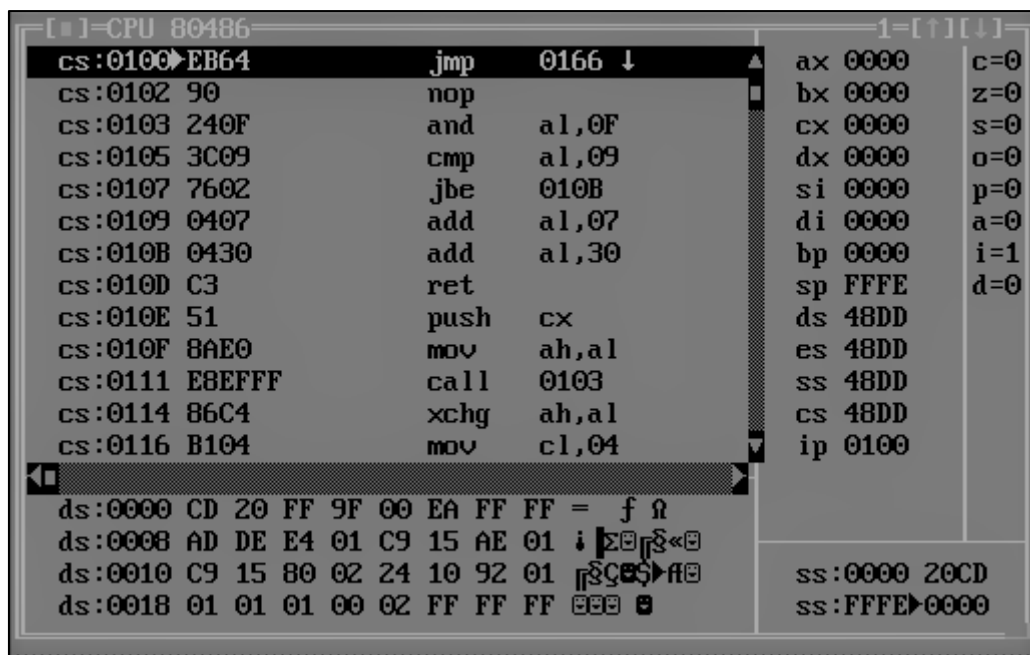 [■]=CPU 80486 1=[↑][↓]
cs:0100►EB64 jmp 0166 ↓
cs:0102 90 nop
cs:0103 240F and al,0F
cs:0105 3C09 cmp al,09
cs:0107 7602 jbe 010B
cs:0109 0407 add al,07
cs:010B 0430 add al,30
cs:010D C3 ret
cs:010E 51 push cx
cs:010F 8AE0 mov ah,al
cs:0111 E8EFFF call 0103
cs:0114 86C4 xchg ah,al
cs:0116 B104 mov cl,04
ax 0000 c=0
bx 0000 z=0
cx 0000 s=0
dx 0000 o=0
si 0000 p=0
di 0000 a=0
bp 0000 i=1
sp FFFE d=0
ds 48DD
es 48DD
ss 48DD
cs 48DD
ip 0100
ds:0000 CD 20 FF 9F 00 EA FF FF = ƒ Ω
ds:0008 AD DE E4 01 C9 15 AE 01 ¡▐Σ☺╔§«☺
ds:0010 C9 15 80 02 24 10 92 01 ╔§Ç☻$►Æ☺
ds:0018 01 01 01 00 02 FF FF FF ☺☺☺ ☻
ss:0000 20CD
ss:FFFE►0000